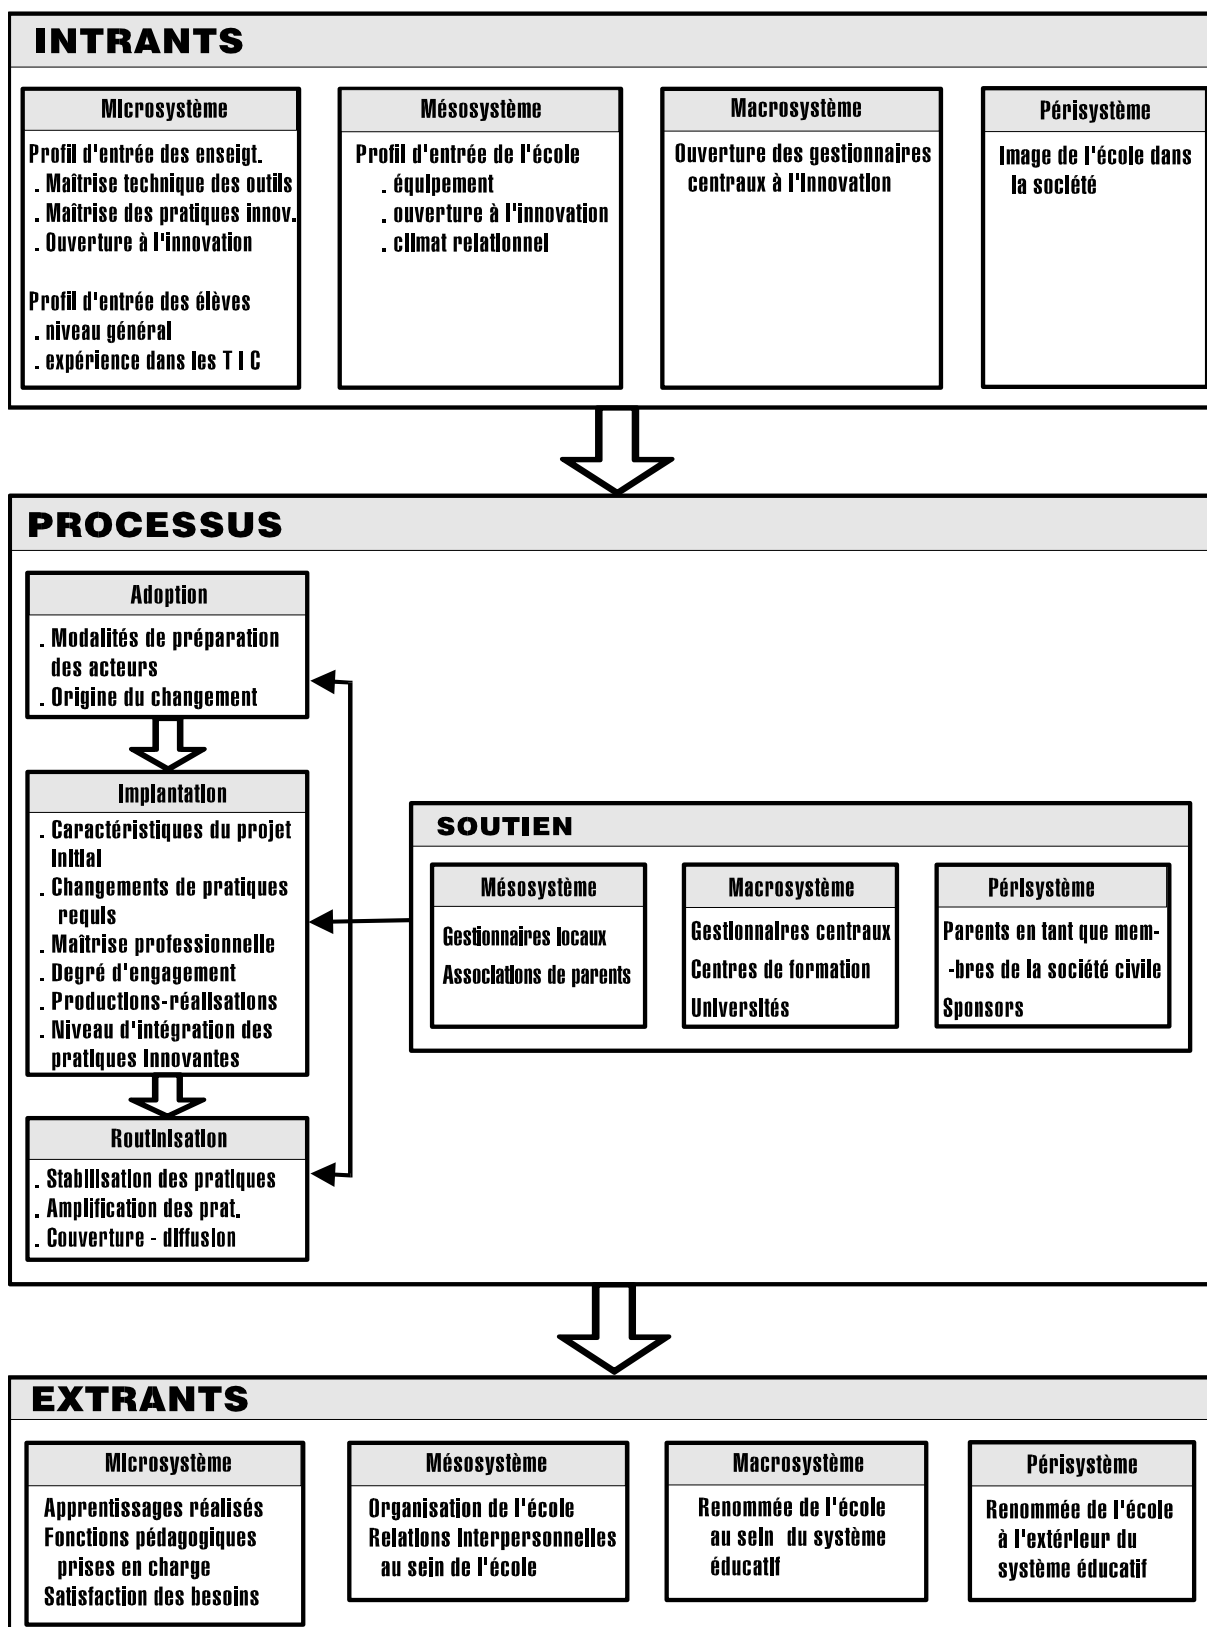 INTRANTS
Microsystème
Profil d'entrée des enseigt.
. Maîtrise technique des outils
. Maîtrise des pratiques innov.
. Ouverture à l'innovation
Profil d'entrée des élèves
. niveau général
. expérience dans les T I C
Mésosystème
Profil d'entrée de l'école
. équipement
. ouverture à l'innovation
. climat relationnel
Macrosystème
Ouverture des gestionnaires
centraux à l'innovation
Périsystème
Image de l'école dans
la société
PROCESSUS
Adoption
. Modalités de préparation
des acteurs
. Origine du changement
Implantation
. Caractéristiques du projet
initial
. Changements de pratiques
requis
. Maîtrise professionnelle
. Degré d'engagement
. Productions-réalisations
. Niveau d'intégration des
pratiques innovantes
Routinisation
. Stabilisation des pratiques
. Amplification des prat.
. Couverture - diffusion
SOUTIEN
Mésosystème
Gestionnaires locaux
Associations de parents
Macrosystème
Gestionnaires centraux
Centres de formation
Universités
Périsystème
Parents en tant que mem-
-bres de la société civile
Sponsors
EXTRANTS
Microsystème
Apprentissages réalisés
Fonctions pédagogiques
prises en charge
Satisfaction des besoins
Mésosystème
Organisation de l'école
Relations interpersonnelles
au sein de l'école
Macrosystème
Renommée de l'école
au sein du système
éducatif
Périsystème
Renommée de l'école
à l'extérieur du
système éducatif